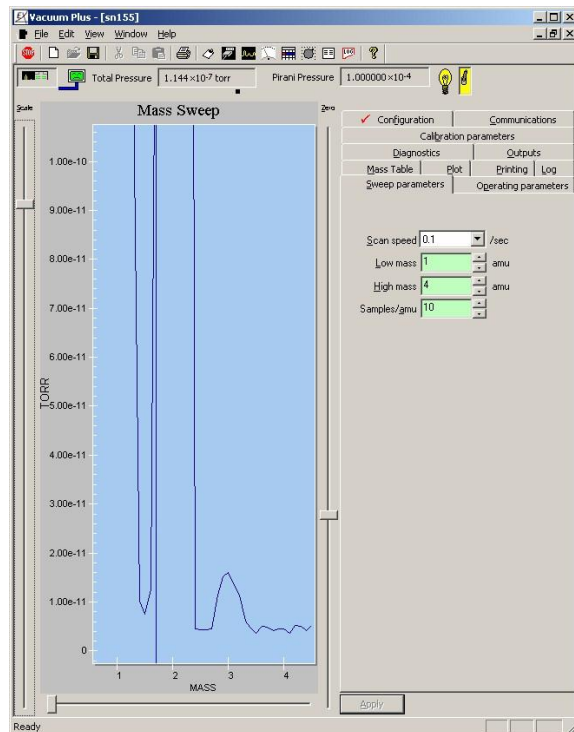 Vacuum Plus - [sn155]
File Edit View Window Help
Total Pressure 1.144×10-7 torr Pirani Pressure 1.000000×10-4
Scale
Mass Sweep
Zero
1.00e-10
9.00e-11
8.00e-11
7.00e-11
6.00e-11
5.00e-11
4.00e-11
3.00e-11
2.00e-11
1.00e-11
0
TORR
1 2 3 4
MASS
Configuration Communications
Calibration parameters
Diagnostics Outputs
Mass Table Plot Printing Log
Sweep parameters Operating parameters
Scan speed 0.1 /sec
Low mass 1 amu
High mass 4 amu
Samples/amu 10
Apply
Ready